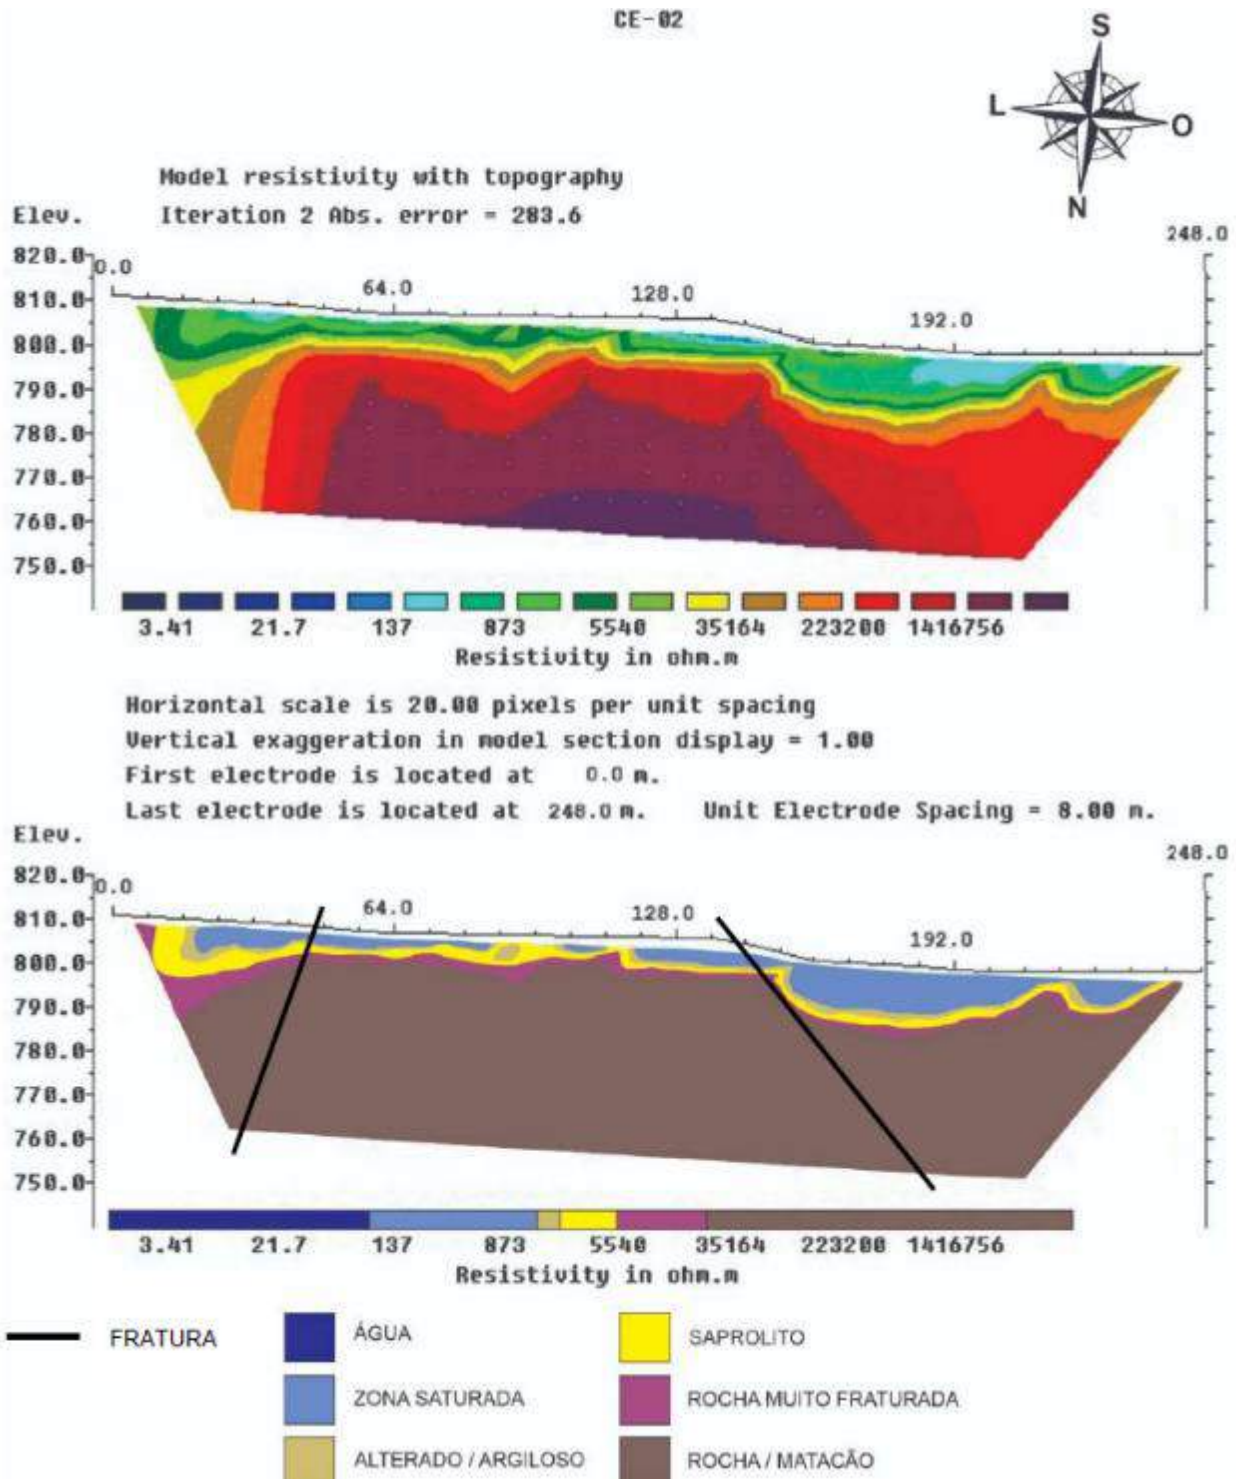 CE-02
S
L
O
N
Model resistivity with topography
Elev.
Iteration 2 Abs. error = 283.6
248.0
820.0
0.0
810.0
64.0
128.0
800.0
192.0
790.0
780.0
770.0
760.0
750.0
3.41 21.7 137 873 5540 35164 223200 1416756
Resistivity in ohm.m
Horizontal scale is 20.00 pixels per unit spacing
Vertical exaggeration in model section display = 1.00
First electrode is located at 0.0 m.
Last electrode is located at 248.0 m. Unit Electrode Spacing = 8.00 m.
Elev.
248.0
820.0
0.0
810.0
64.0
128.0
800.0
192.0
790.0
780.0
770.0
760.0
750.0
3.41 21.7 137 873 5540 35164 223200 1416756
Resistivity in ohm.m
FRATURA
ÁGUA
SAPROLITO
ZONA SATURADA
ROCHA MUITO FRATURADA
ALTERADO / ARGILOSO
ROCHA / MATACÃO